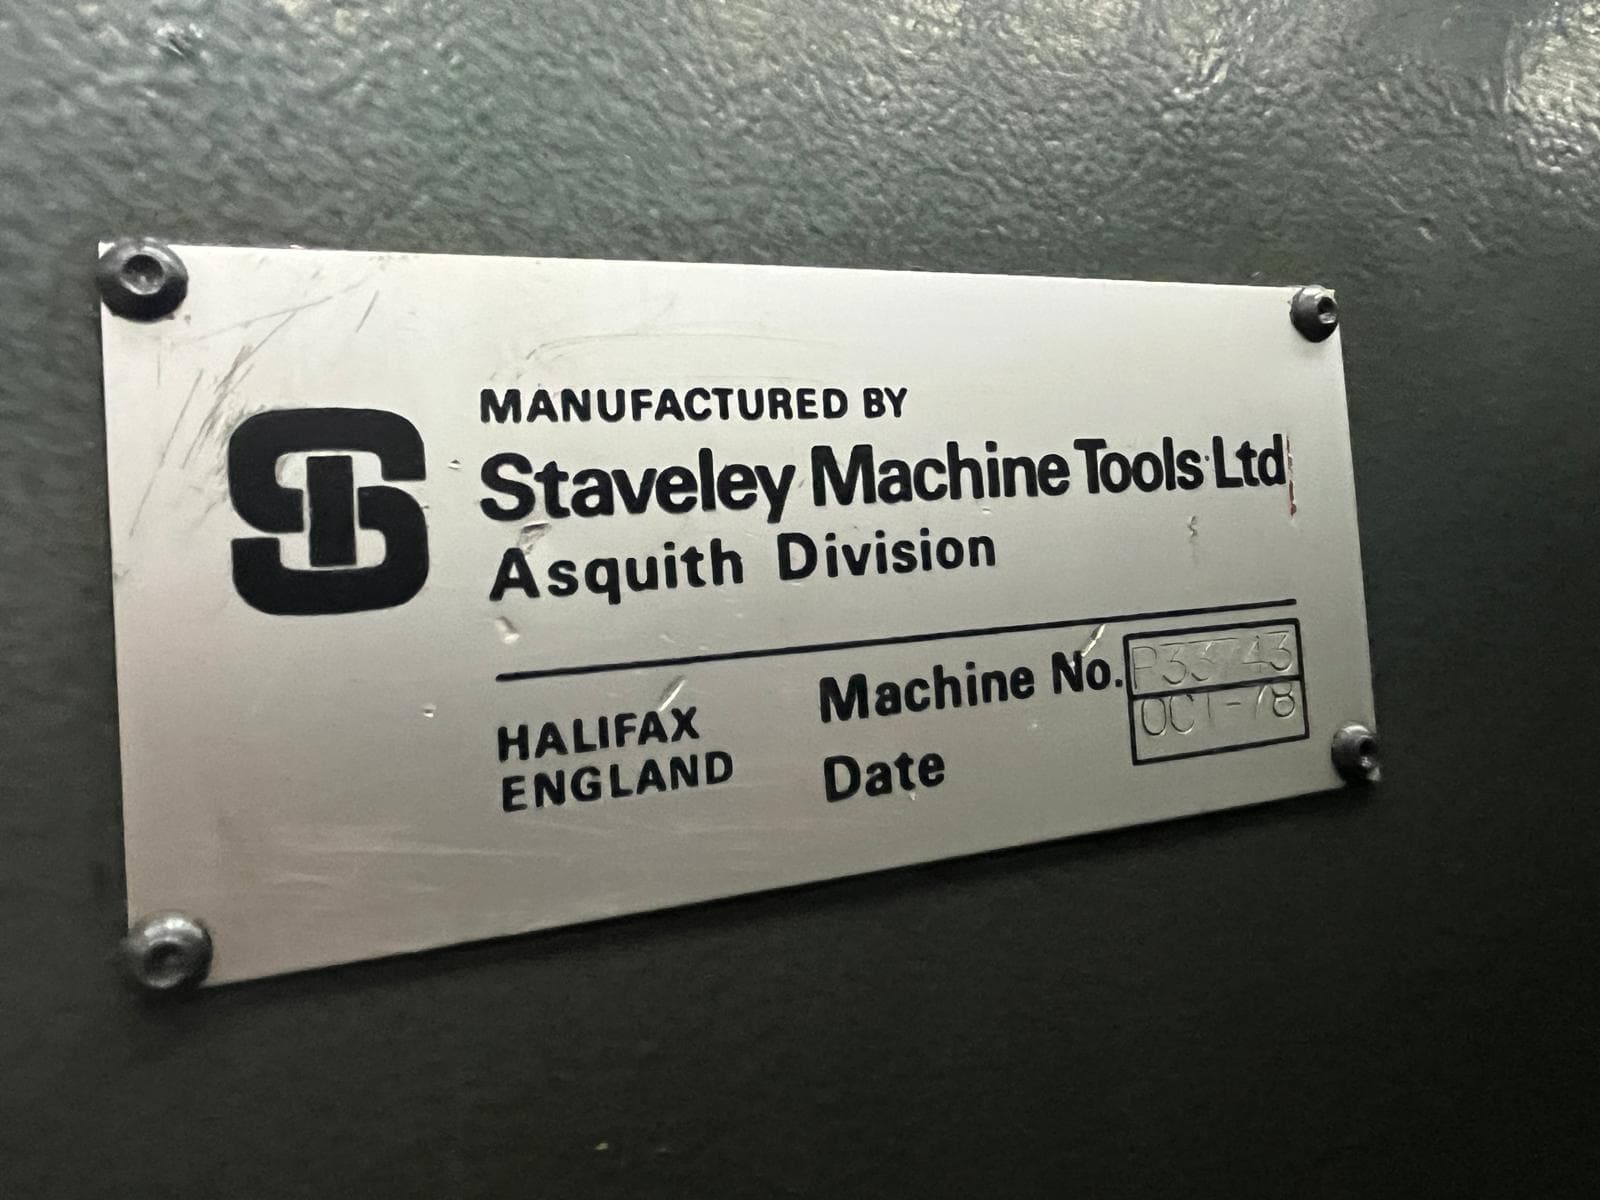 MANUFACTURED BY
Staveley Machine Tools Ltd
Asquith Division
HALIFAX
ENGLAND
Machine No.
Date OCT-78